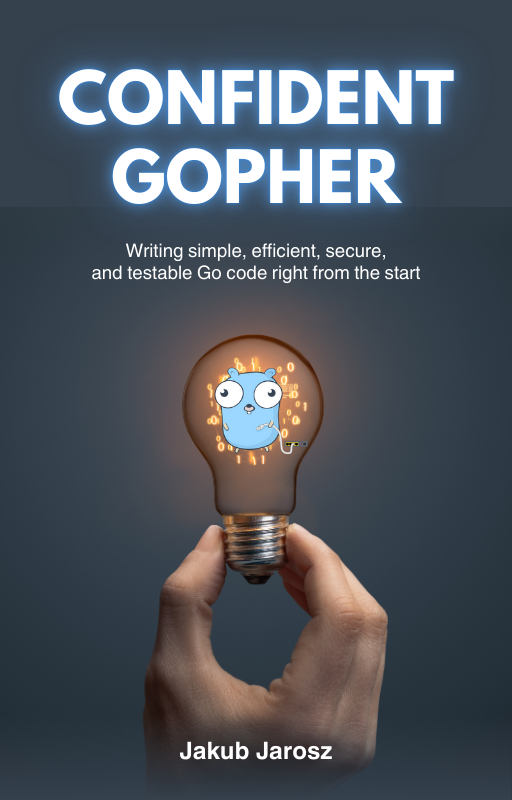 CONFIDENT
GOPHER
Writing simple, efficient, secure,
and testable Go code right from the start
Jakub Jarosz